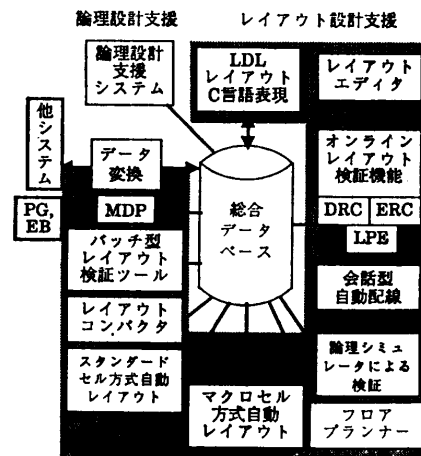 論理設計支援
レイアウト設計支援
論理設計
支援
システム
LDL
レイアウト
C言語表現
レイアウト
エディタ
他
シ
ス
テ
ム
データ
変換
オンライン
レイアウト
検証機能
DRC
ERC
LPE
PG,
EB
MDP
総合
データ
ベース
バッチ型
レイアウト
検証ツール
会話型
自動配線
レイアウト
コンパクタ
スタンダード
セル方式自動
レイアウト
論理シミュ
レータによる
検証
マクロセル
方式自動
レイアウト
フロア
プランナー